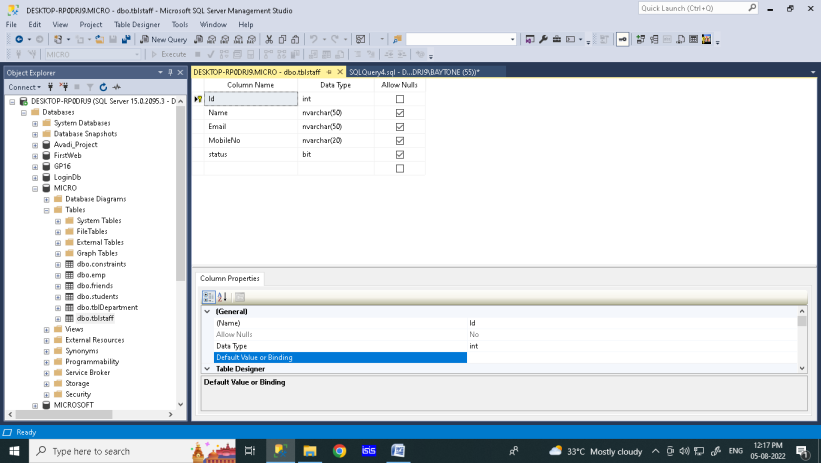 DESKTOP-RP0DRJ9.MICRO - dbo.tblstaff - Microsoft SQL Server Management Studio
Quick Launch (Ctrl+Q)
File Edit View Project Table Designer Tools Window Help
New Query
MICRO Execute
Object Explorer
DESKTOP-RP0DRJ9.MICRO - dbo.tblstaff SQLQuery4.sql - D...DRJ9\BAYTONE (55))*
Connect
Column Name Data Type Allow Nulls
DESKTOP-RP0DRJ9 (SQL Server 15.0.2095.3 - D
Id int
Databases
Name nvarchar(50)
System Databases
Email nvarchar(50)
Database Snapshots
MobileNo nvarchar(20)
Avadi_Project
status bit
FirstWeb
GP16
LoginDb
MICRO
Database Diagrams
Tables
System Tables
FileTables
External Tables
Graph Tables
dbo.constraints
dbo.emp
dbo.friends
dbo.students
dbo.tblDepartment
dbo.tblstaff
Views
External Resources
Synonyms
Programmability
Service Broker
Storage
Security
MICROSOFT
Column Properties
(General)
(Name) Id
Allow Nulls No
Data Type int
Default Value or Binding
Table Designer
Default Value or Binding
Ready
Type here to search
isis
33°C Mostly cloudy
ENG
12:17 PM
05-08-2022
1